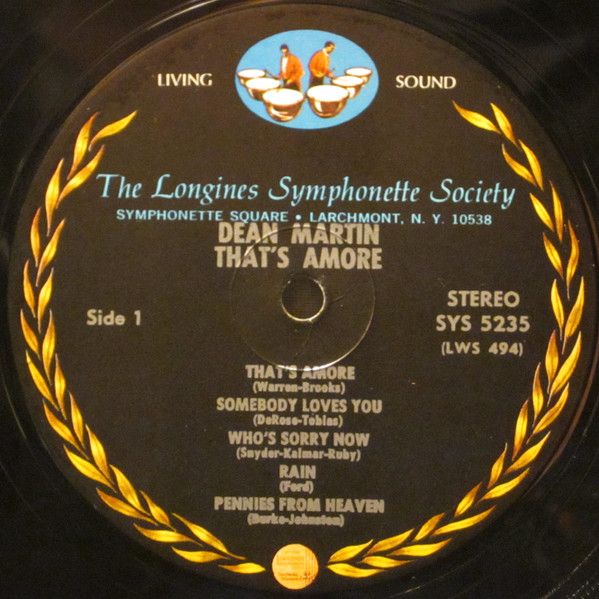 LIVING SOUND
The Longines Symphonette Society
SYMPHONETTE SQUARE • LARCHMONT, N. Y. 10538
DEAN MARTIN
THAT'S AMORE
Side 1
STEREO
SYS 5235
(LWS 494)
THAT'S AMORE
(Warren-Brooks)
SOMEBODY LOVES YOU
(DeRose-Tobias)
WHO'S SORRY NOW
(Snyder-Kalmar-Ruby)
RAIN
(Ford)
PENNIES FROM HEAVEN
(Burke-Johnston)